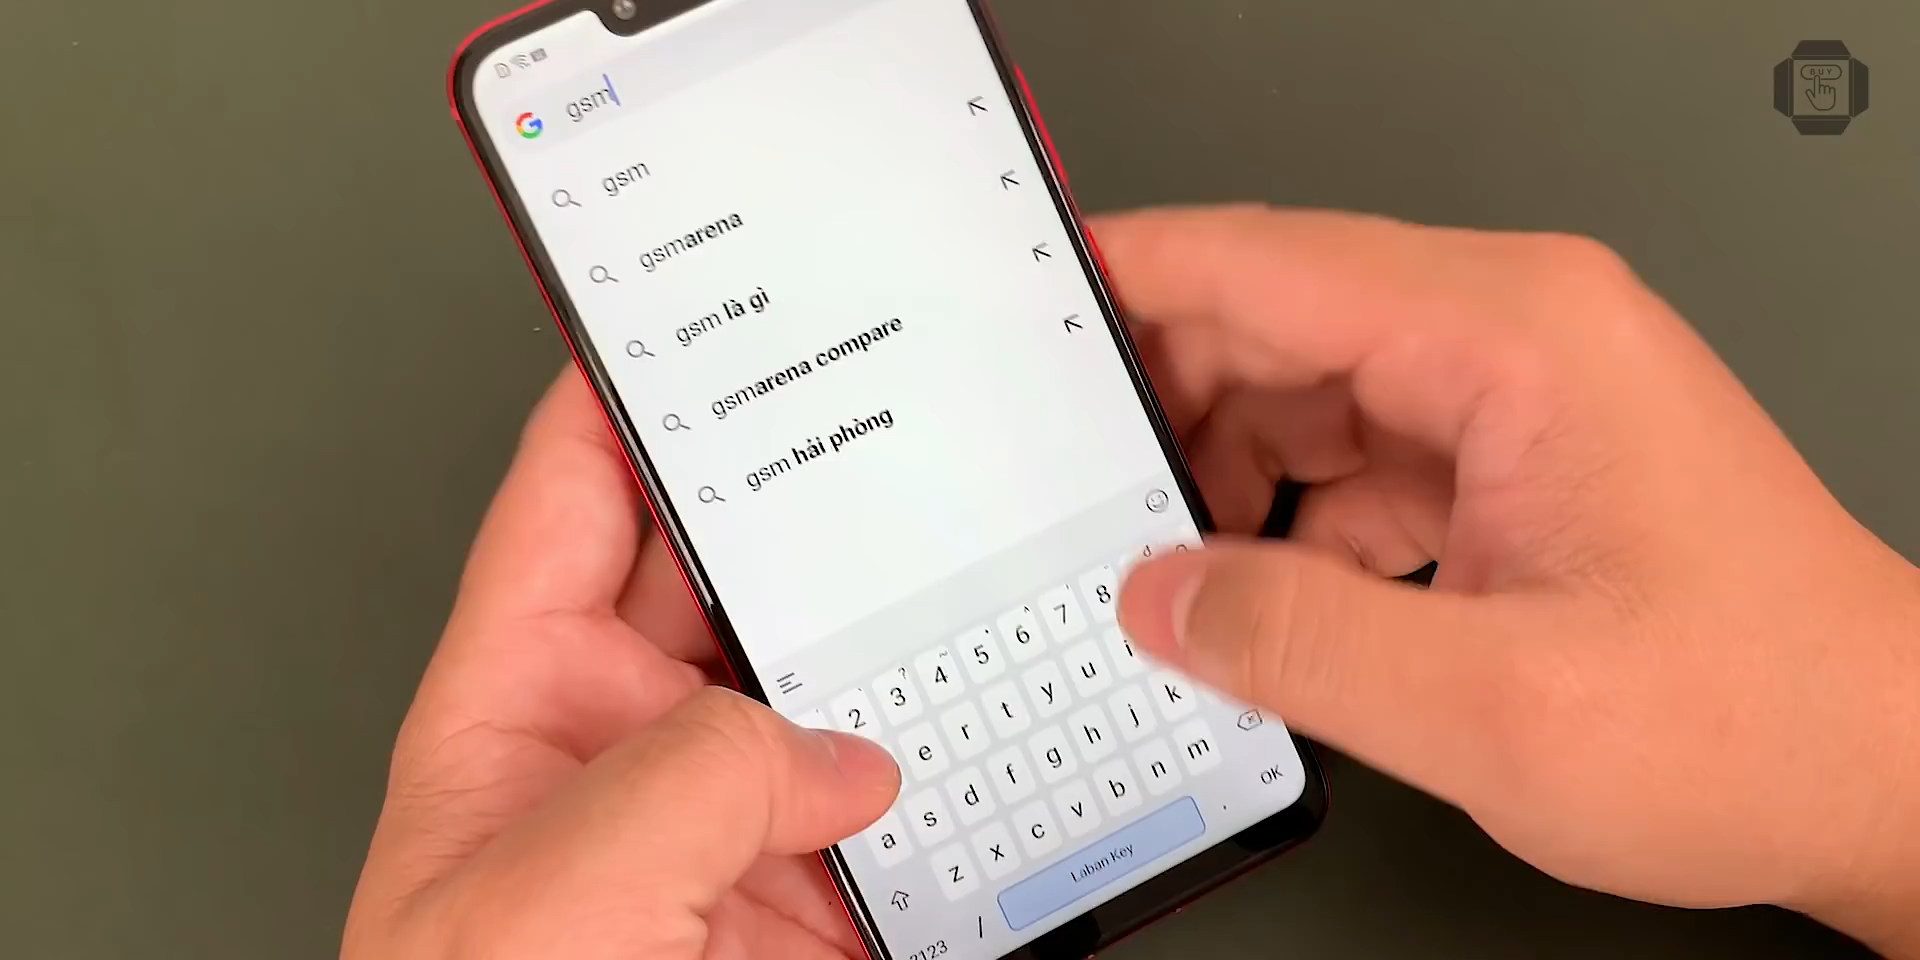 gsm
gsm
gsmarena
gsm là gì
gsmarena compare
gsm hải phòng
2 3 4 5 6 7 8
e r t y u i
a s d f g h j k
z x c v b n m
/ Laban Key . OK
BUY